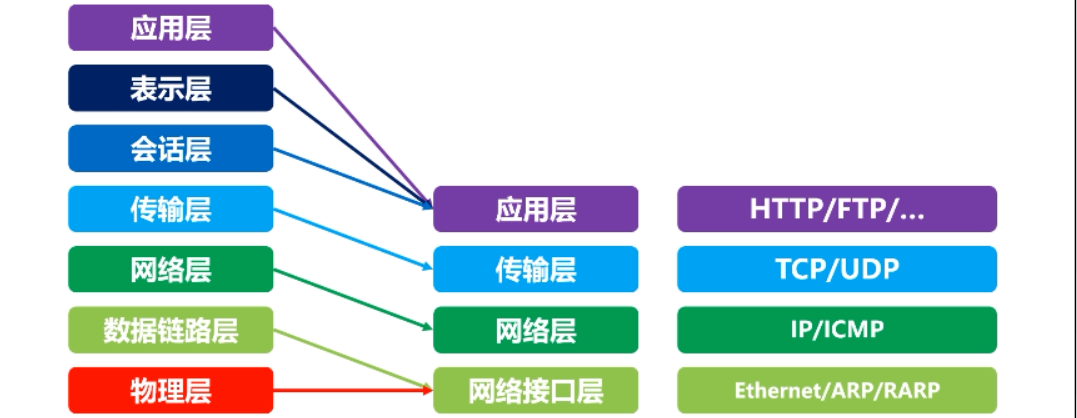 应用层
表示层
会话层
传输层
网络层
数据链路层
物理层
应用层
传输层
网络层
网络接口层
HTTP/FTP/...
TCP/UDP
IP/ICMP
Ethernet/ARP/RARP